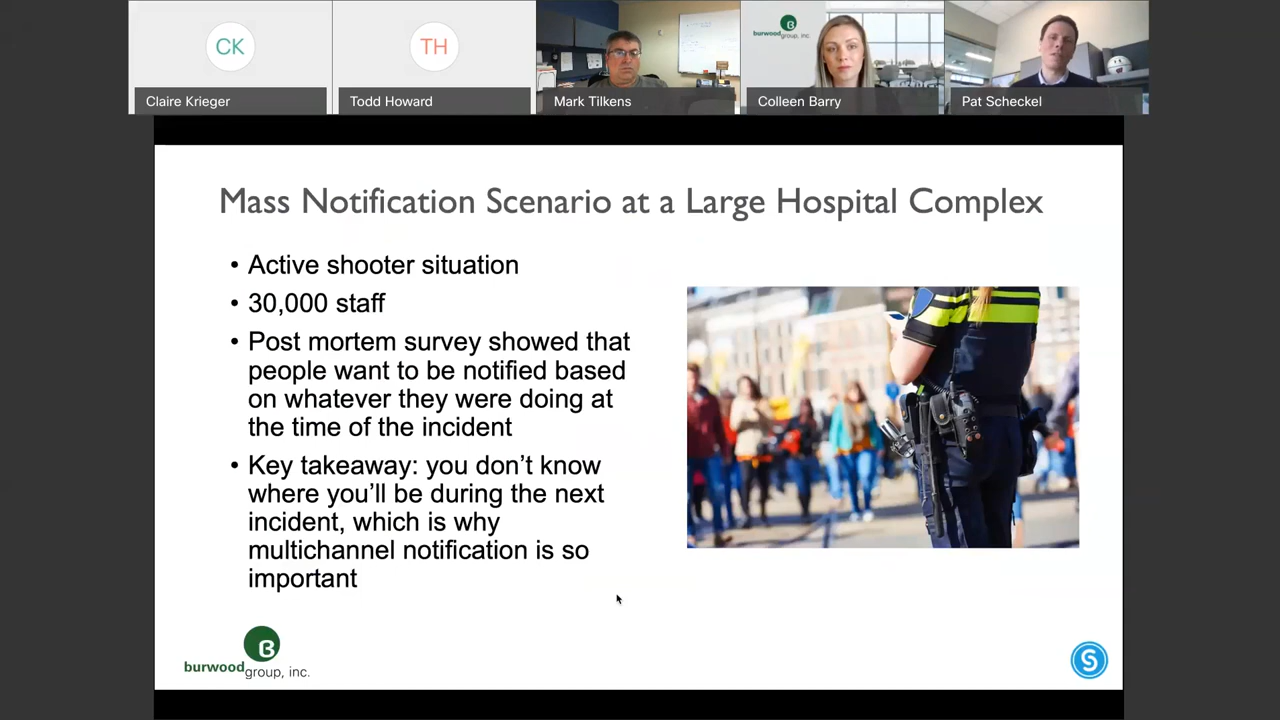 CK
TH
burwoodgroup, inc.
Claire Krieger
Todd Howard
Mark Tilkens
Colleen Barry
Pat Scheckel
Mass Notification Scenario at a Large Hospital Complex
• Active shooter situation
• 30,000 staff
• Post mortem survey showed that
people want to be notified based
on whatever they were doing at
the time of the incident
• Key takeaway: you don’t know
where you’ll be during the next
incident, which is why
multichannel notification is so
important
B
burwoodgroup, inc.
S